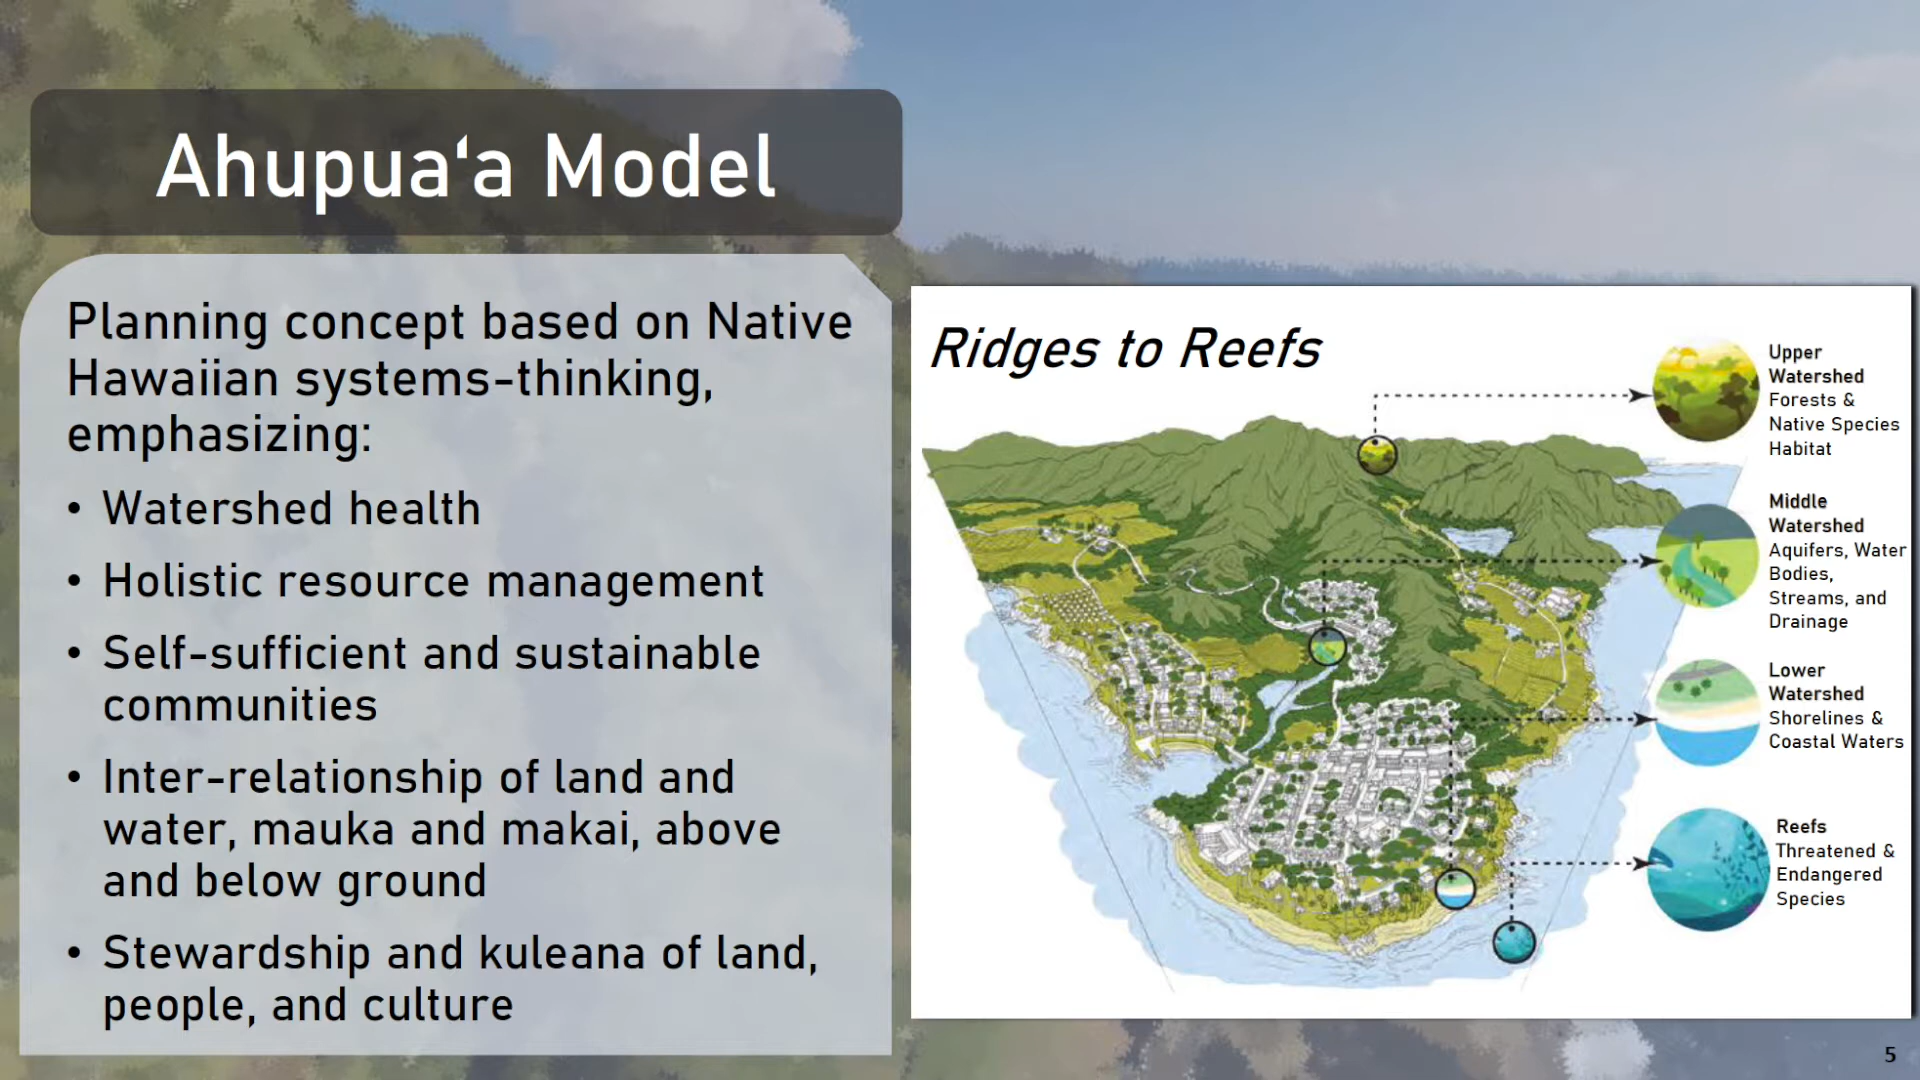 Ahupuaʻa Model
Planning concept based on Native
Hawaiian systems-thinking,
emphasizing:
• Watershed health
• Holistic resource management
• Self-sufficient and sustainable
communities
• Inter-relationship of land and
water, mauka and makai, above
and below ground
• Stewardship and kuleana of land,
people, and culture
Ridges to Reefs
Upper
Watershed
Forests &
Native Species
Habitat
Middle
Watershed
Aquifers, Water
Bodies,
Streams, and
Drainage
Lower
Watershed
Shorelines &
Coastal Waters
Reefs
Threatened &
Endangered
Species
5